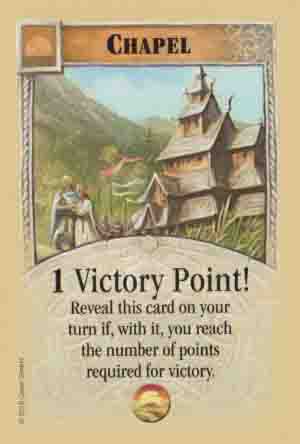 CHAPEL
1 Victory Point!
Reveal this card on your
turn if, with it, you reach
the number of points
required for victory.